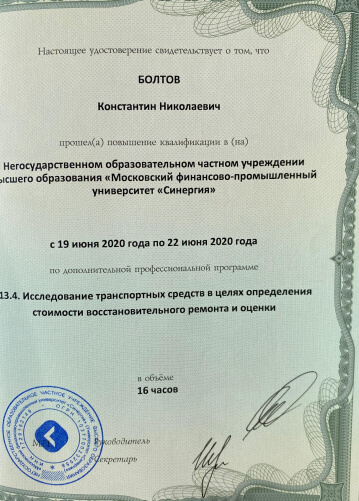 Настоящее удостоверение свидетельствует о том, что
БОЛТОВ
Константин Николаевич
прошел(а) повышение квалификации в (на)
Негосударственном образовательном частном учреждении
ысшего образования «Московский финансово-промышленный
университет «Синергия»
с 19 июня 2020 года по 22 июня 2020 года
по дополнительной профессиональной программе
13.4. Исследование транспортных средств в целях определения
стоимости восстановительного ремонта и оценки
в объёме
16 часов
Руководитель
Секретарь